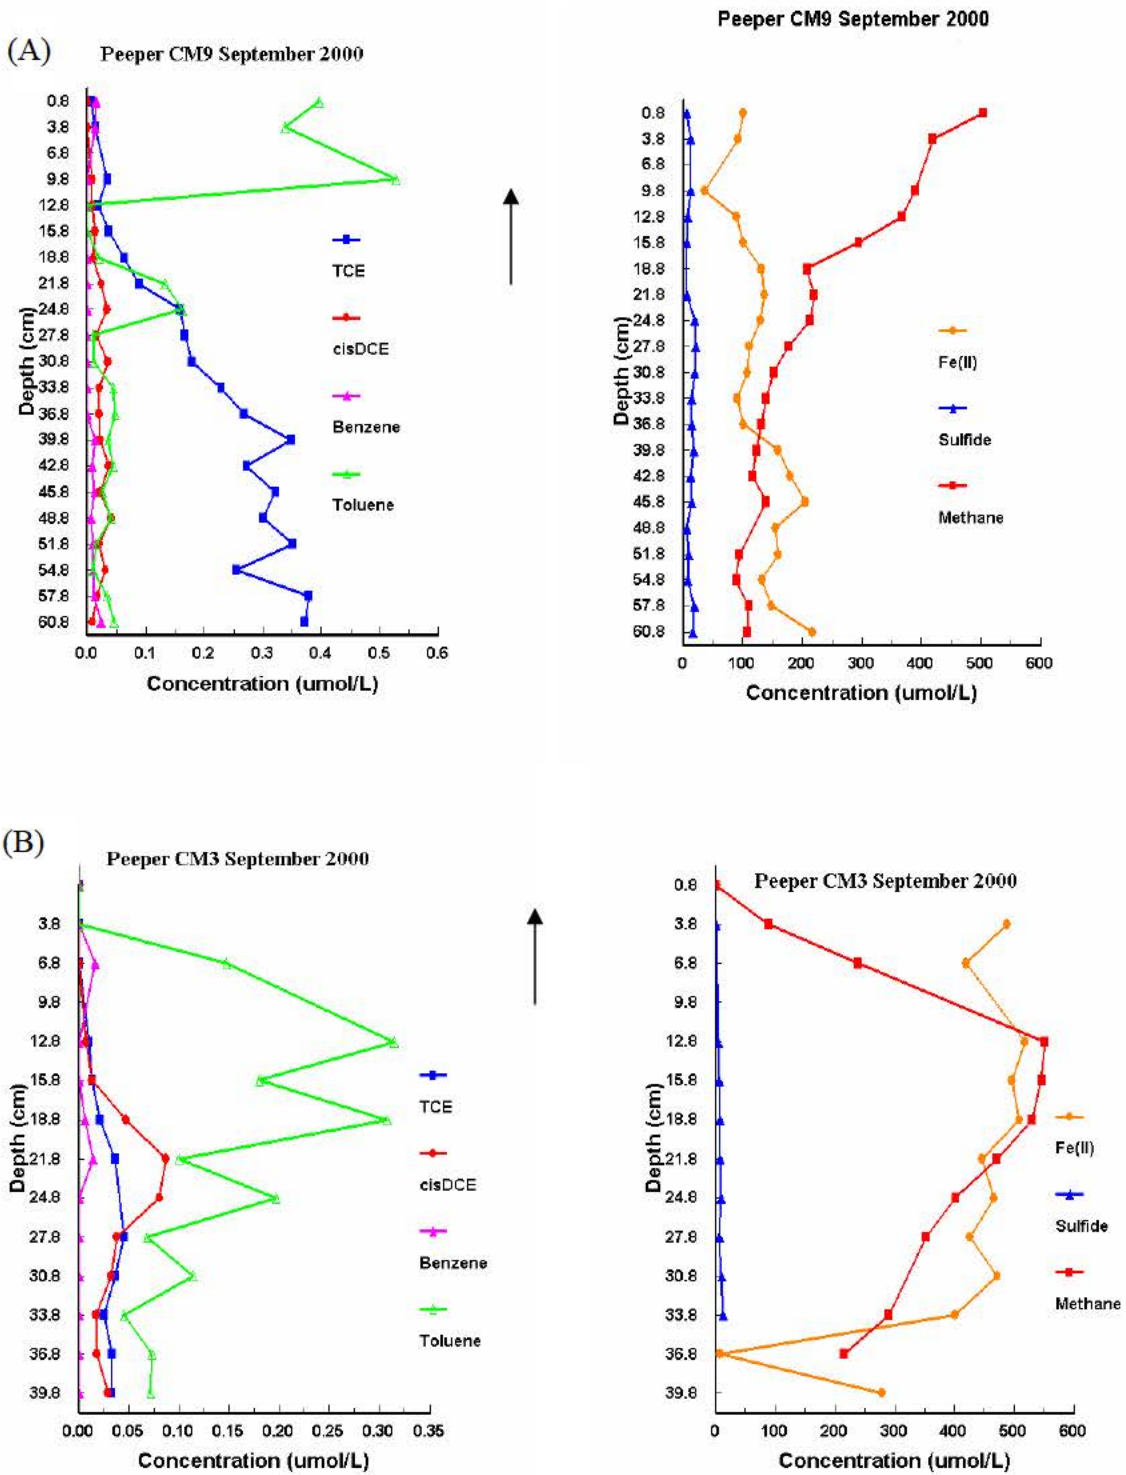 Peeper CM9 September 2000
(A)
Peeper CM9 September 2000
0.8
3.8
6.8
9.8
12.8
15.8
18.8
21.8
24.8
27.8
30.8
33.8
36.8
39.8
42.8
45.8
48.8
51.8
54.8
57.8
60.8
Depth (cm)
TCE
cisDCE
Benzene
Toluene
0.0 0.1 0.2 0.3 0.4 0.5 0.6
Concentration (umol/L)
0.8
3.8
6.8
9.8
12.8
15.8
18.8
21.8
24.8
27.8
30.8
33.8
36.8
39.8
42.8
45.8
48.8
51.8
54.8
57.8
60.8
Depth (cm)
Fe(II)
Sulfide
Methane
0 100 200 300 400 500 600
Concentration (umol/L)
(B)
Peeper CM3 September 2000
0.8
3.8
6.8
9.8
12.8
15.8
18.8
21.8
24.8
27.8
30.8
33.8
36.8
39.8
Depth (cm)
TCE
cisDCE
Benzene
Toluene
0.00 0.05 0.10 0.15 0.20 0.25 0.30 0.35
Concentration (umol/L)
Peeper CM3 September 2000
0.8
3.8
6.8
9.8
12.8
15.8
18.8
21.8
24.8
27.8
30.8
33.8
36.8
39.8
Depth (cm)
Fe(II)
Sulfide
Methane
0 100 200 300 400 500 600
Concentration (umol/L)